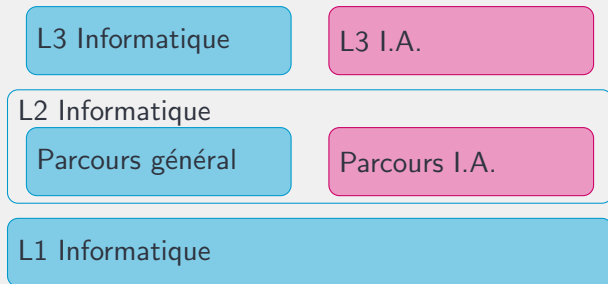 L3 Informatique
L3 I.A.
L2 Informatique
Parcours général
Parcours I.A.
L1 Informatique